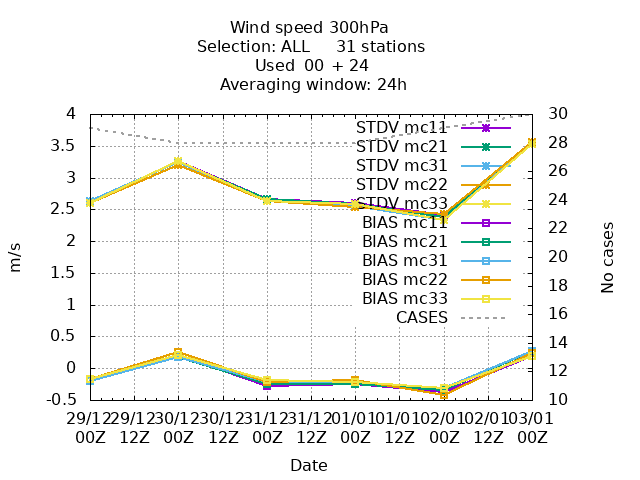 Wind speed 300hPa
Selection: ALL 31 stations
Used 00 + 24
Averaging window: 24h
4
3.5
3
2.5
2
1.5
1
0.5
0
-0.5
m/s
30
28
26
24
22
20
18
16
14
12
10
No cases
STDV mc11
STDV mc21
STDV mc31
STDV mc22
STDV mc33
BIAS mc11
BIAS mc21
BIAS mc31
BIAS mc22
BIAS mc33
CASES
29/12 29/12 30/12 30/12 31/12 31/12 01/01 01/01 02/01 02/01 03/01
00Z 12Z 00Z 12Z 00Z 12Z 00Z 12Z 00Z 12Z 00Z
Date